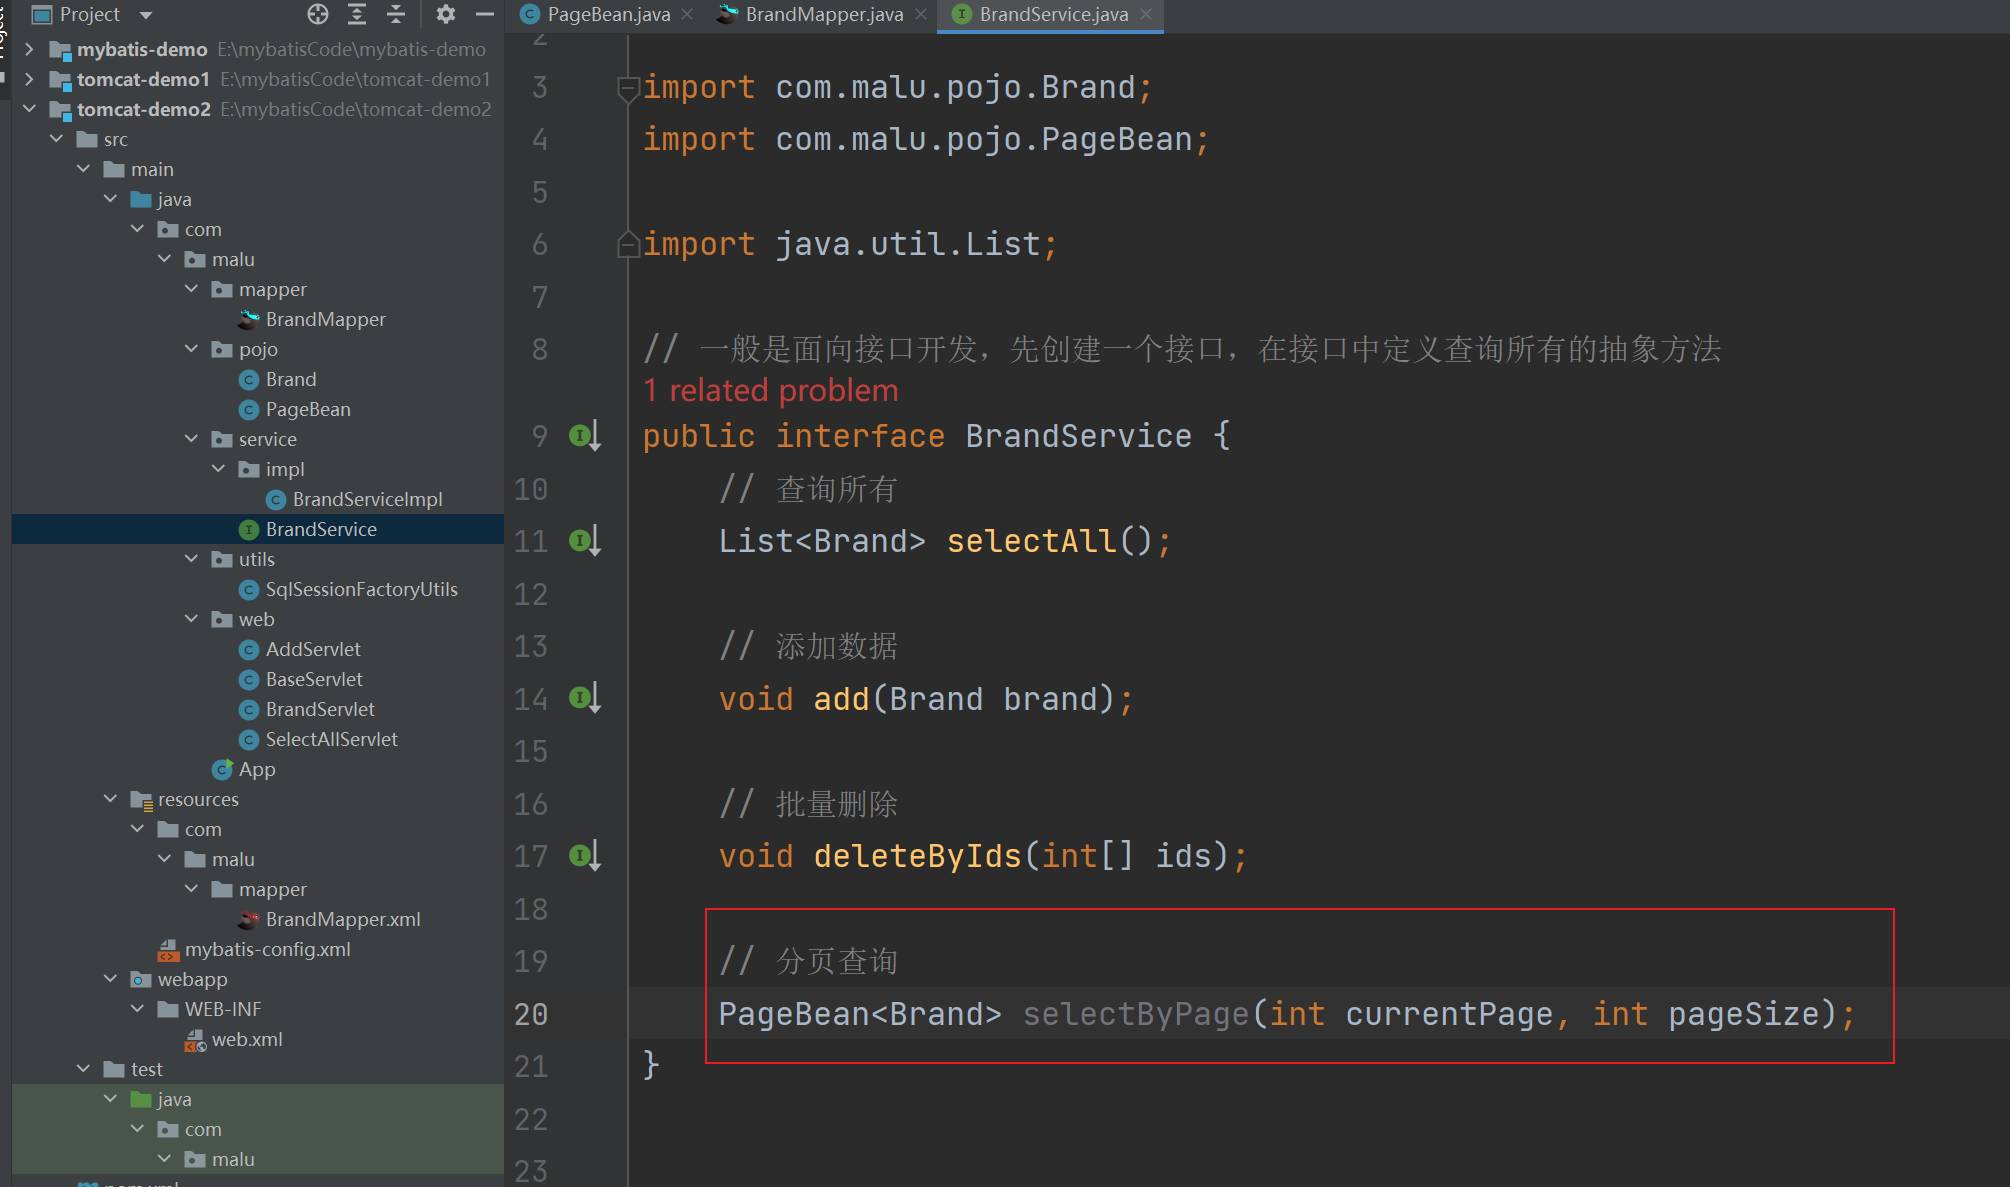 Project
PageBean.java
BrandMapper.java
BrandService.java
mybatis-demo E:\mybatisCode\mybatis-demo
tomcat-demo1 E:\mybatisCode\tomcat-demo1
tomcat-demo2 E:\mybatisCode\tomcat-demo2
src
main
java
com
malu
mapper
BrandMapper
pojo
Brand
PageBean
service
impl
BrandServiceImpl
BrandService
utils
SqlSessionFactoryUtils
web
AddServlet
BaseServlet
BrandServlet
SelectAllServlet
App
resources
com
malu
mapper
BrandMapper.xml
mybatis-config.xml
webapp
WEB-INF
web.xml
test
java
com
malu
2
3 import com.malu.pojo.Brand;
4 import com.malu.pojo.PageBean;
5
6 import java.util.List;
7
8 // 一般是面向接口开发，先创建一个接口，在接口中定义查询所有的抽象方法
1 related problem
9 public interface BrandService {
10 // 查询所有
11 List<Brand> selectAll();
12
13 // 添加数据
14 void add(Brand brand);
15
16 // 批量删除
17 void deleteByIds(int[] ids);
18
19 // 分页查询
20 PageBean<Brand> selectByPage(int currentPage, int pageSize);
21 }
22
23